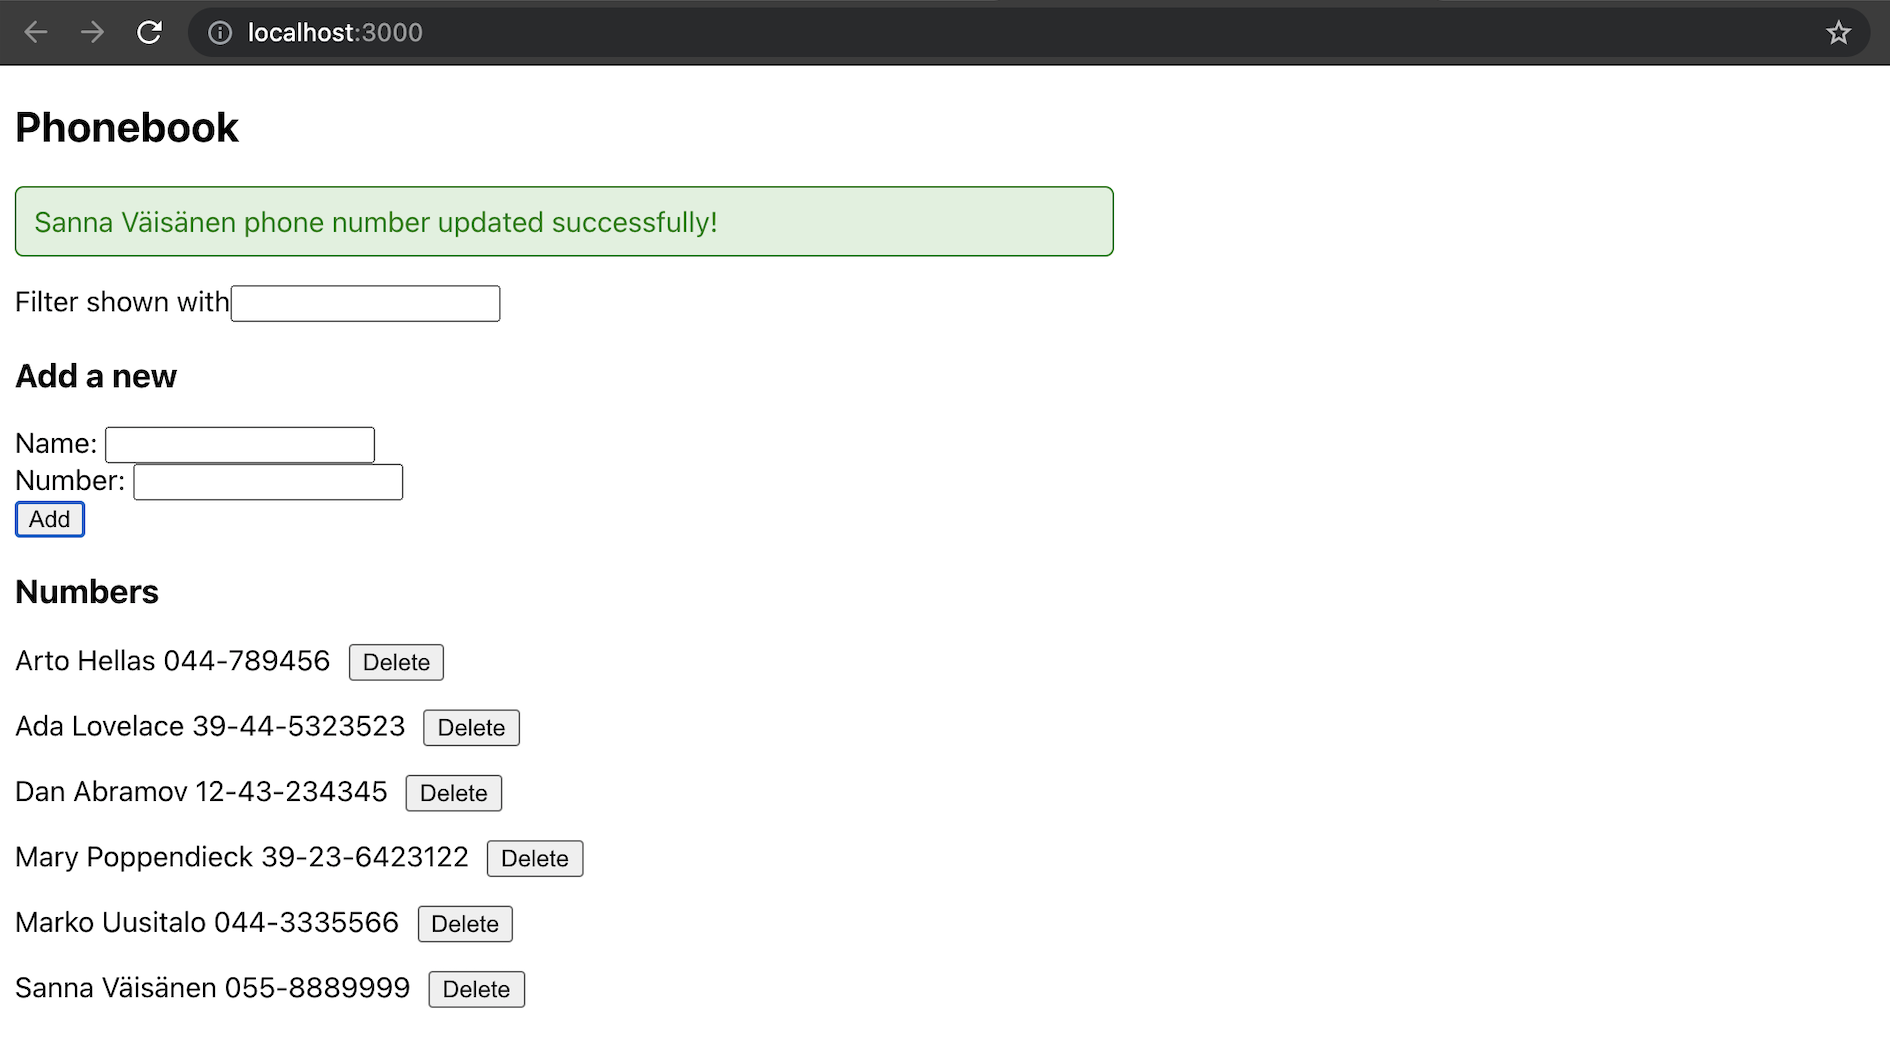 localhost:3000
Phonebook
Sanna Väisänen phone number updated successfully!
Filter shown with
Add a new
Name:
Number:
Add
Numbers
Arto Hellas 044-789456 Delete
Ada Lovelace 39-44-5323523 Delete
Dan Abramov 12-43-234345 Delete
Mary Poppendieck 39-23-6423122 Delete
Marko Uusitalo 044-3335566 Delete
Sanna Väisänen 055-8889999 Delete